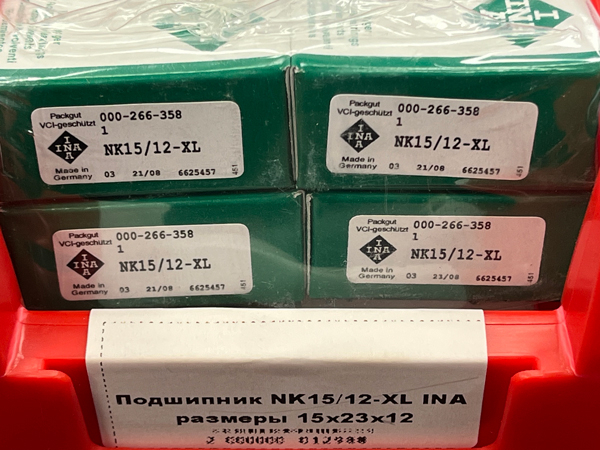 Packgut
VCI-geschützt
000-266-358
1
INA
NK15/12-XL
Made in
Germany
03 21/08 6625457
451
Packgut
VCI-geschützt
000-266-358
1
INA
NK15/12-XL
Made in
Germany
03 21/08 6625457
451
Packgut
VCI-geschützt
000-266-358
1
INA
NK15/12-XL
Made in
Germany
03 21/08 6625457
451
Packgut
VCI-geschützt
000-266-358
1
INA
NK15/12-XL
Made in
Germany
03 21/08 6625457
451
Подшипник NK15/12-XL INA
размеры 15x23x12